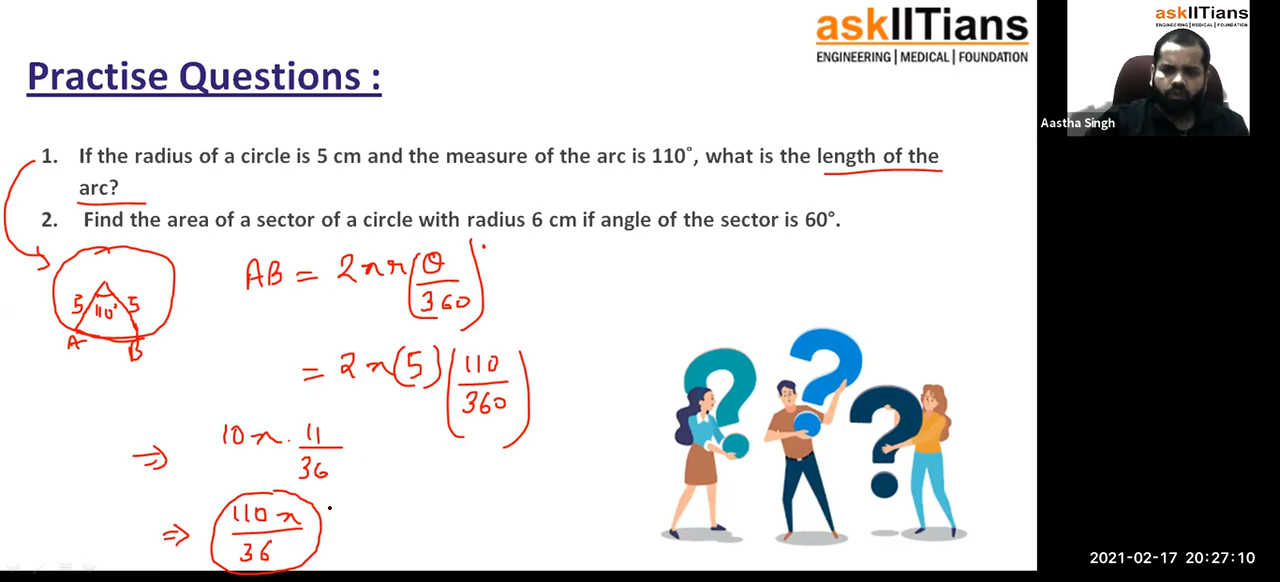 askIITians
ENGINEERING | MEDICAL | FOUNDATION
askIITians
ENGINEERING | MEDICAL | FOUNDATION
Aastha Singh
Practise Questions :
1. If the radius of a circle is 5 cm and the measure of the arc is 110°, what is the length of the
arc?
2. Find the area of a sector of a circle with radius 6 cm if angle of the sector is 60°.
5 110° 5
A B
AB = 2πr(θ/360)
= 2π(5)(110/360)
⇒ 10π · 11/36
⇒ 110π/36
2021-02-17 20:27:10